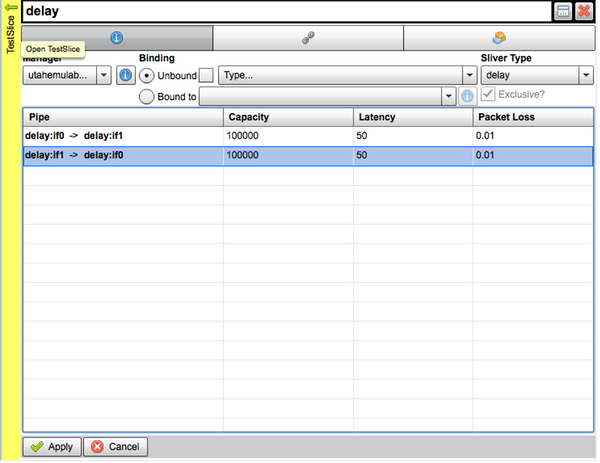 delay
TestSlice
Open TestSlice
Manager
Binding
Sliver Type
utahemulab...
Unbound
Type...
delay
Bound to
Exclusive?
Pipe Capacity Latency Packet Loss
delay:if0 -> delay:if1 100000 50 0.01
delay:if1 -> delay:if0 100000 50 0.01
Apply Cancel